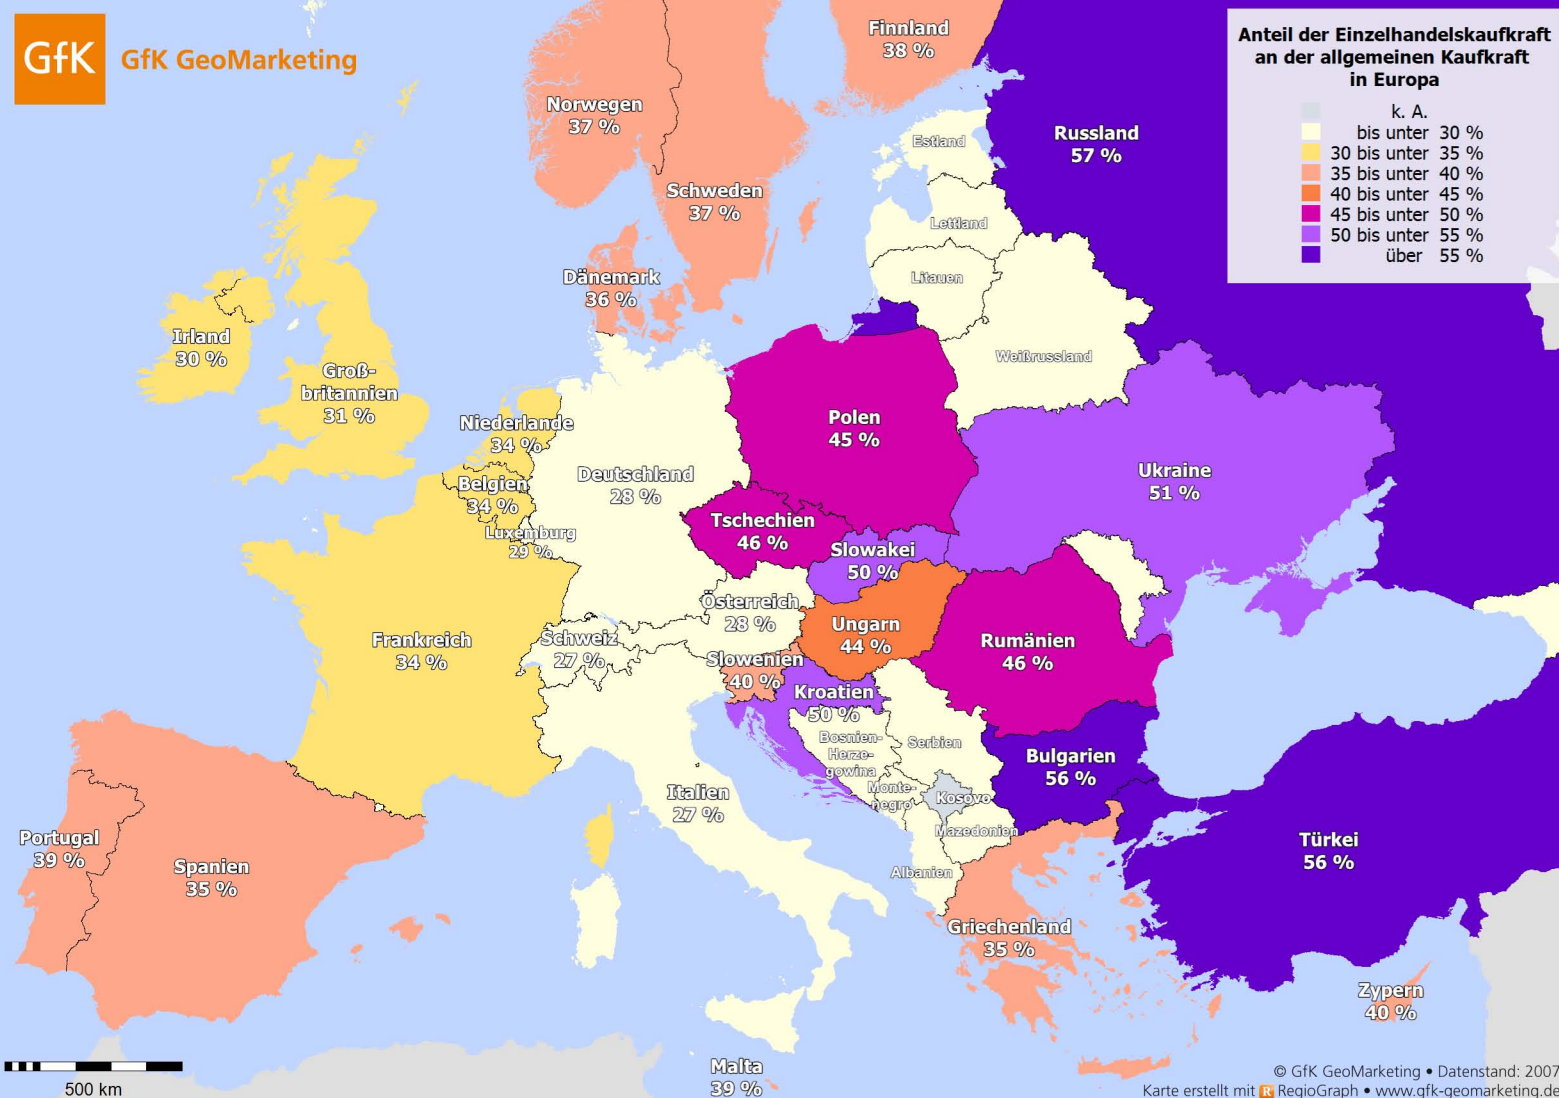 GfK GfK GeoMarketing
Anteil der Einzelhandelskaufkraft
an der allgemeinen Kaufkraft
in Europa
k. A.
bis unter 30 %
30 bis unter 35 %
35 bis unter 40 %
40 bis unter 45 %
45 bis unter 50 %
50 bis unter 55 %
über 55 %
Finnland
38 %
Norwegen
37 %
Schweden
37 %
Russland
57 %
Estland
Lettland
Litauen
Dänemark
36 %
Irland
30 %
Groß-
britannien
31 %
Weißrussland
Niederlande
34 %
Polen
45 %
Deutschland
28 %
Belgien
34 %
Ukraine
51 %
Luxemburg
29 %
Tschechien
46 %
Slowakei
50 %
Österreich
28 %
Ungarn
44 %
Frankreich
34 %
Schweiz
27 %
Rumänien
46 %
Slowenien
40 %
Kroatien
50 %
Bosnien-
Herze-
gowina
Serbien
Bulgarien
56 %
Italien
27 %
Monte-
negro
Kosovo
Mazedonien
Portugal
39 %
Spanien
35 %
Türkei
56 %
Albanien
Griechenland
35 %
Zypern
40 %
Malta
39 %
500 km
© GfK GeoMarketing • Datenstand: 2007
Karte erstellt mit R RegioGraph • www.gfk-geomarketing.de